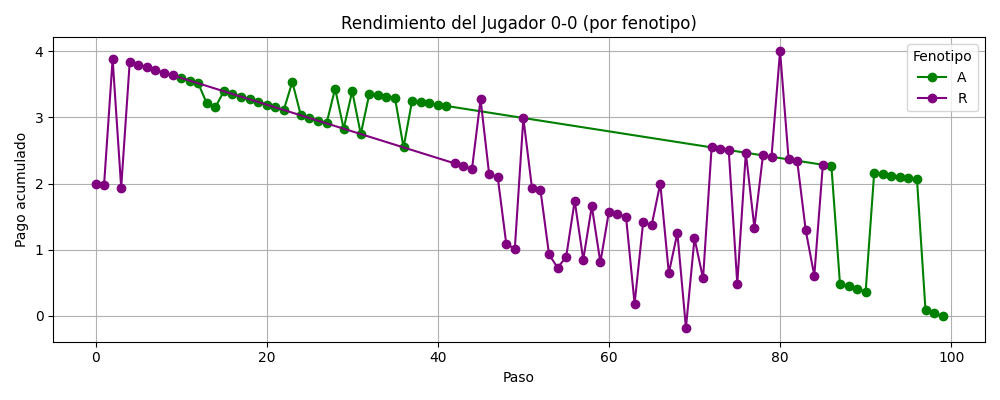 Rendimiento del Jugador 0-0 (por fenotipo)
Pago acumulado
4
3
2
1
0
Fenotipo
A
R
0
20
40
60
80
100
Paso